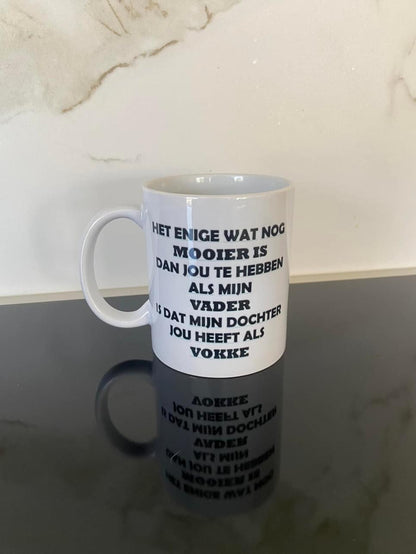 HET ENIGE WAT NOG
MOOIER IS
DAN JOU TE HEBBEN
ALS MIJN
VADER
IS DAT MIJN DOCHTER
JOU HEEFT ALS
VOKKE